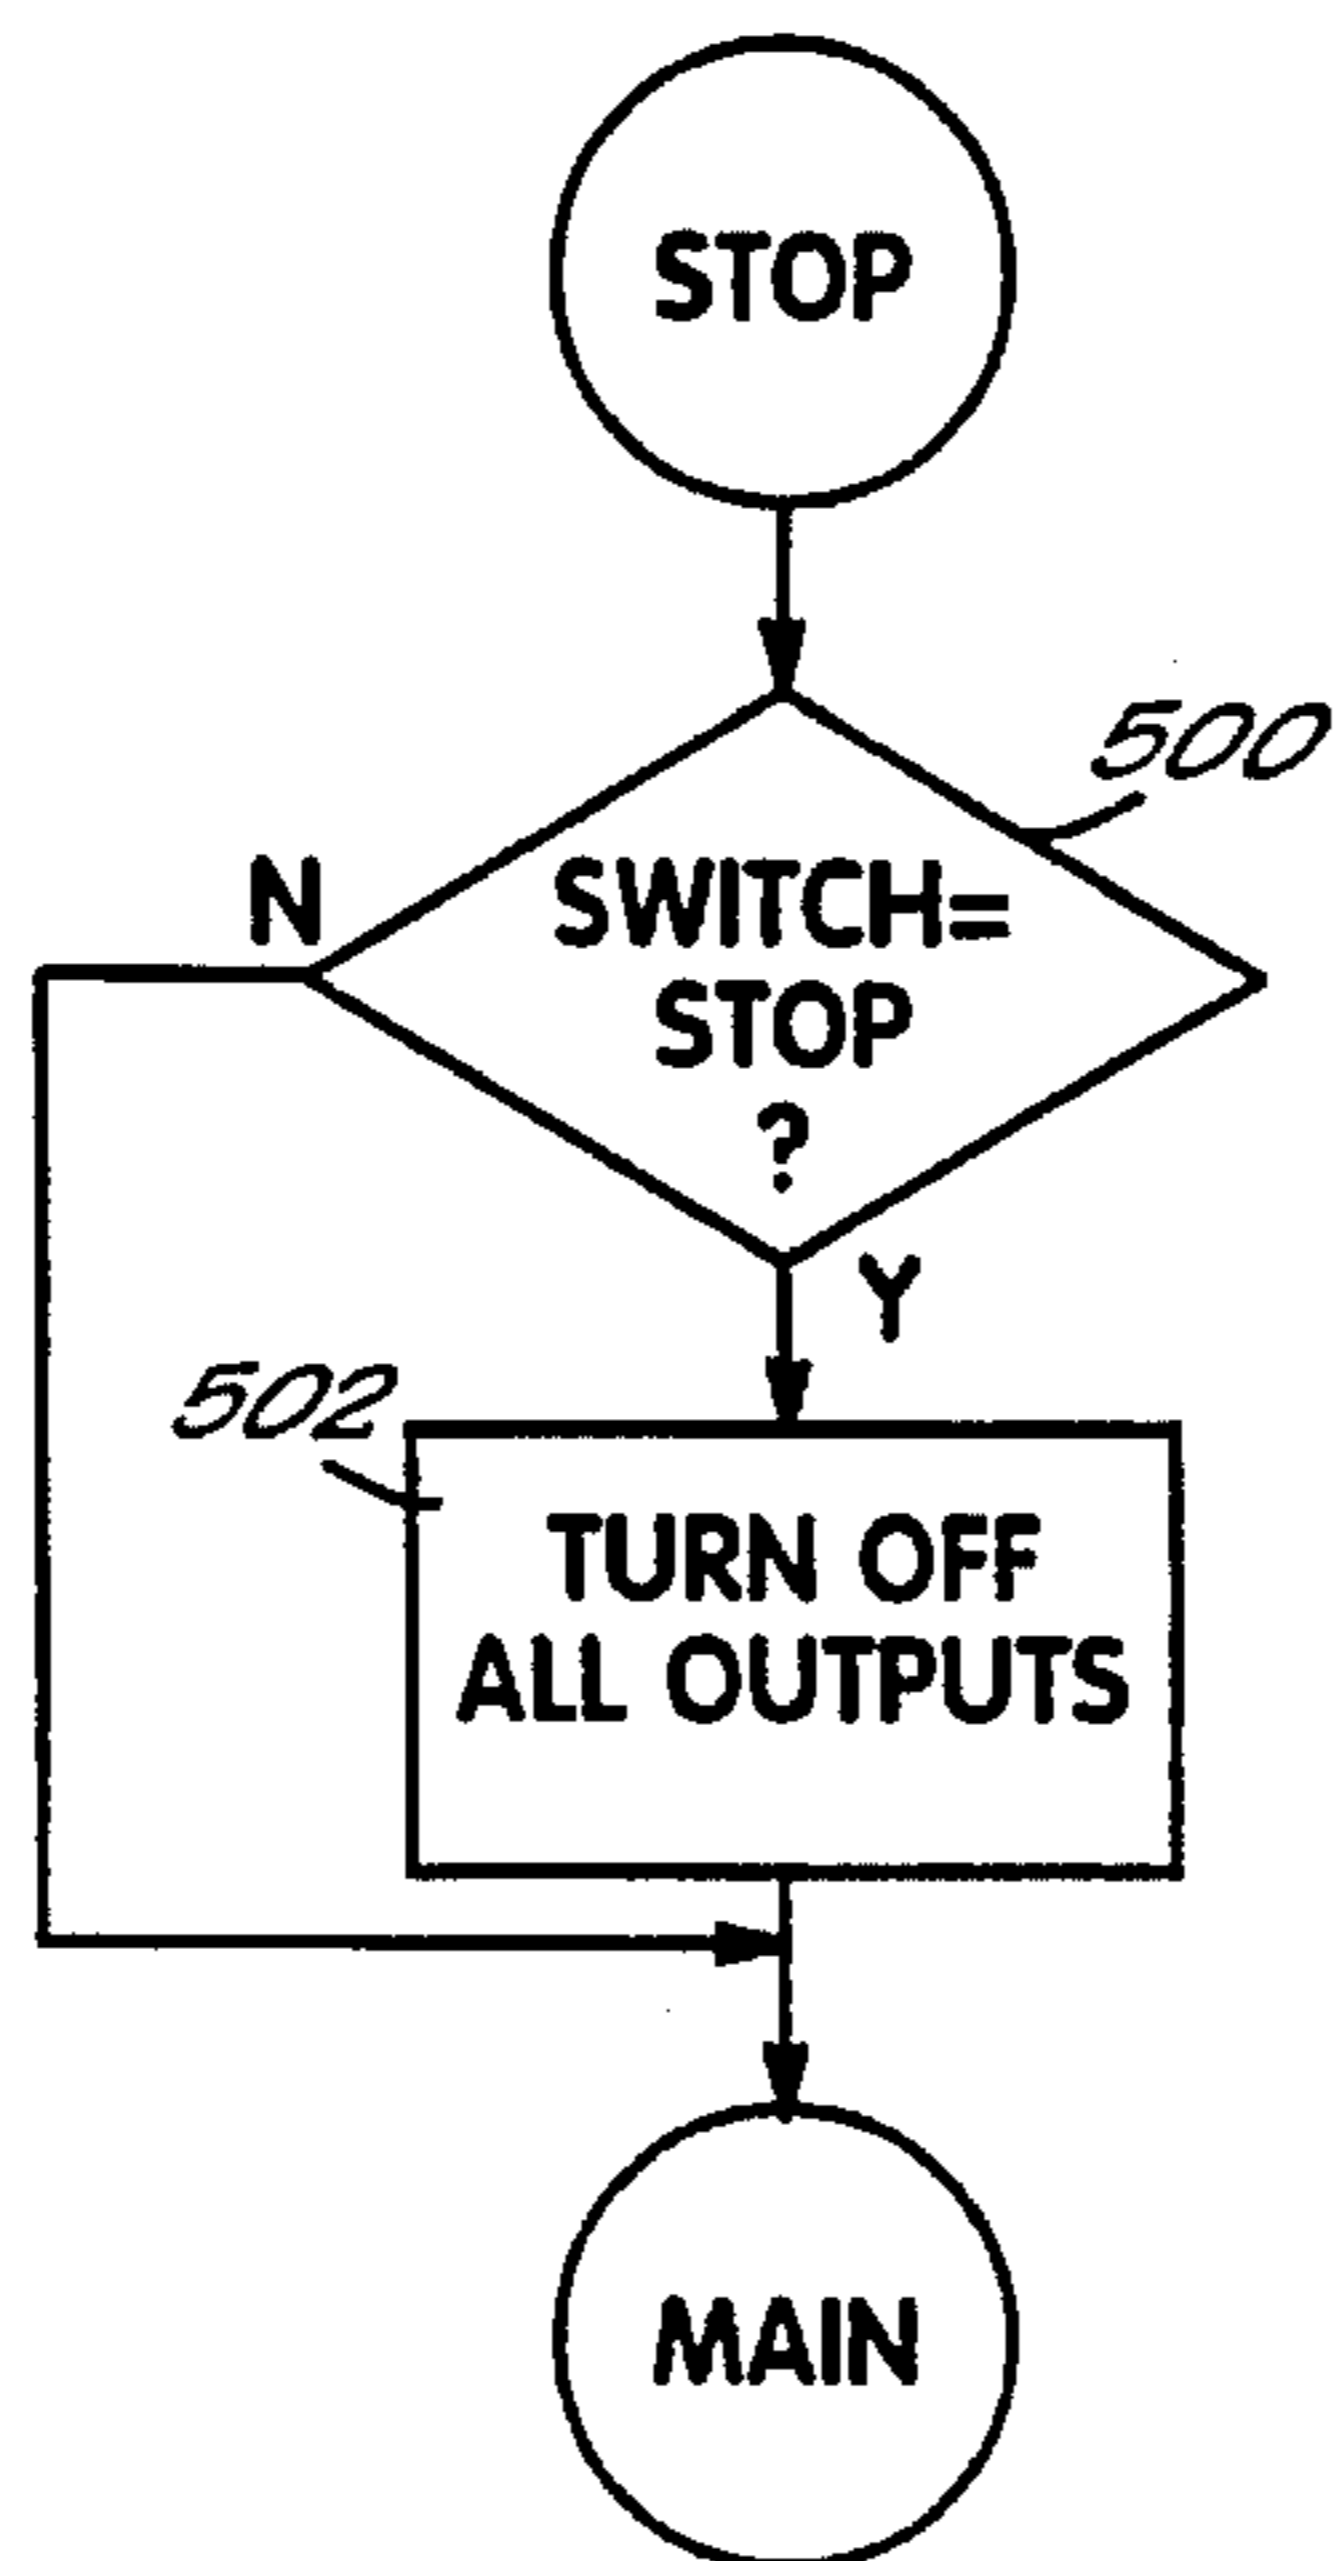 STOP
500
N
SWITCH=
STOP
?
Y
502
TURN OFF
ALL OUTPUTS
MAIN